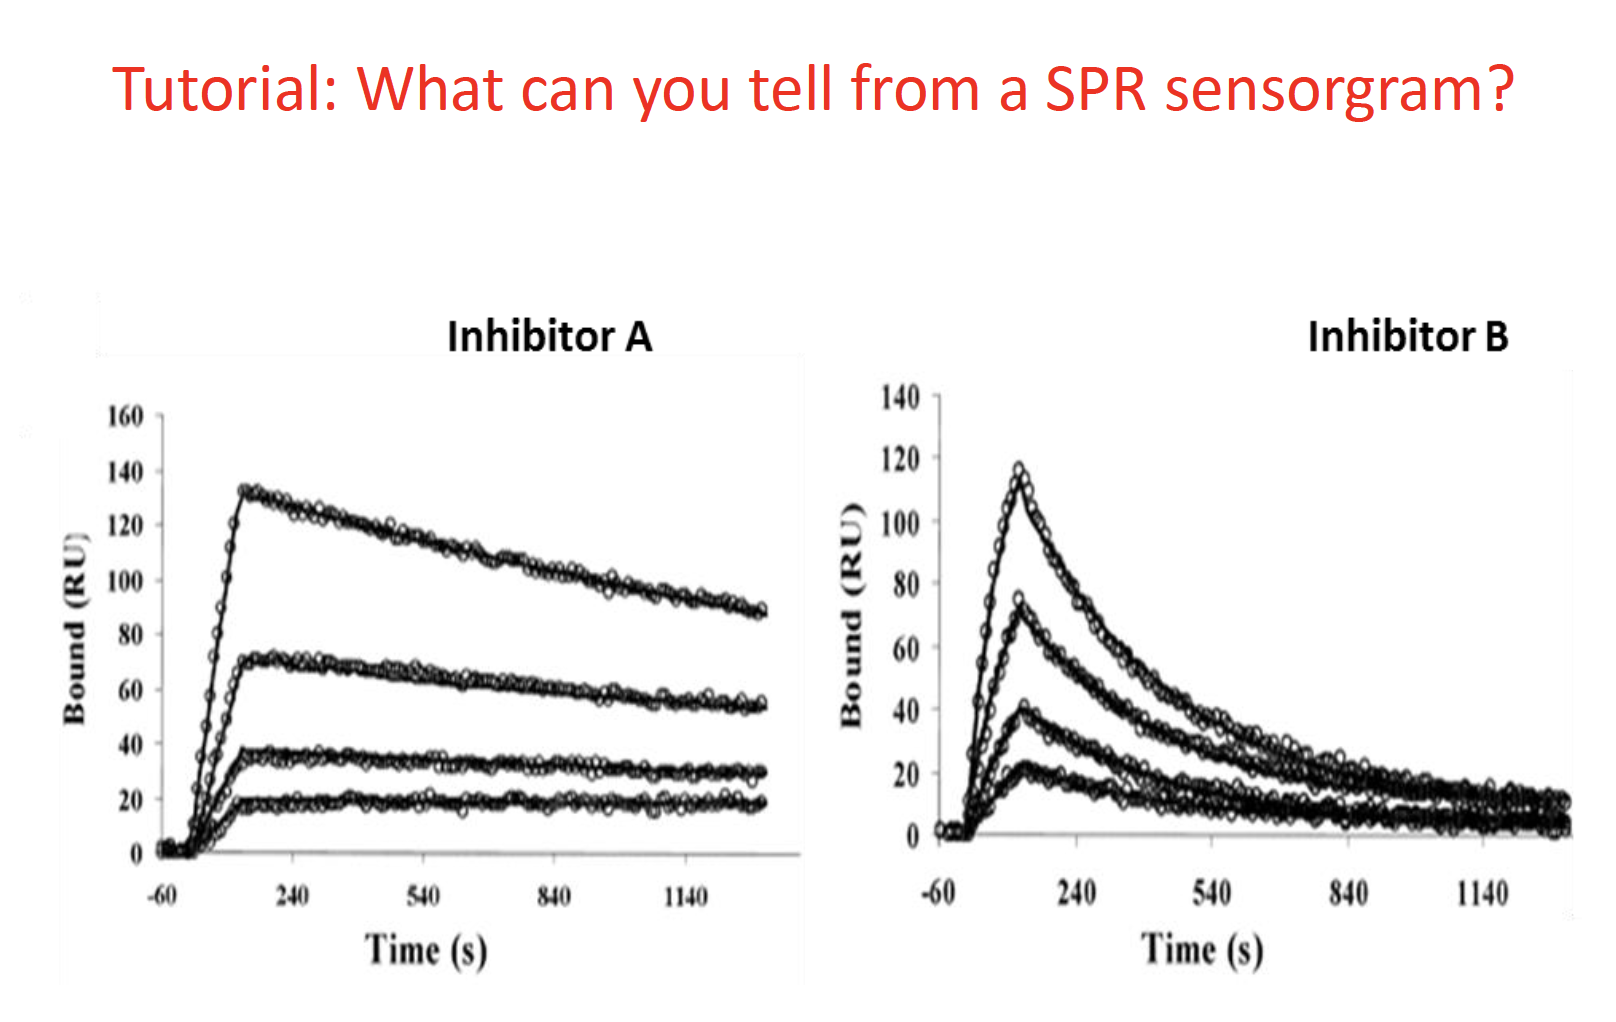 Tutorial: What can you tell from a SPR sensorgram?
Inhibitor A
160
140
120
100
80
60
40
20
0
Bound (RU)
-60 240 540 840 1140
Time (s)
Inhibitor B
140
120
100
80
60
40
20
0
Bound (RU)
-60 240 540 840 1140
Time (s)